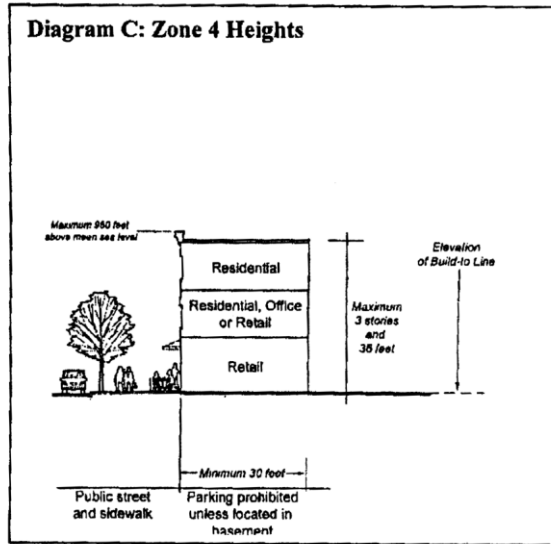 Diagram C: Zone 4 Heights
Maximum 950 feet
above mean sea level
Elevation
of Build-to Line
Residential
Residential, Office
or Retail
Maximum
3 stories
and
35 feet
Retail
Minimum 30 feet
Public street
and sidewalk
Parking prohibited
unless located in
basement